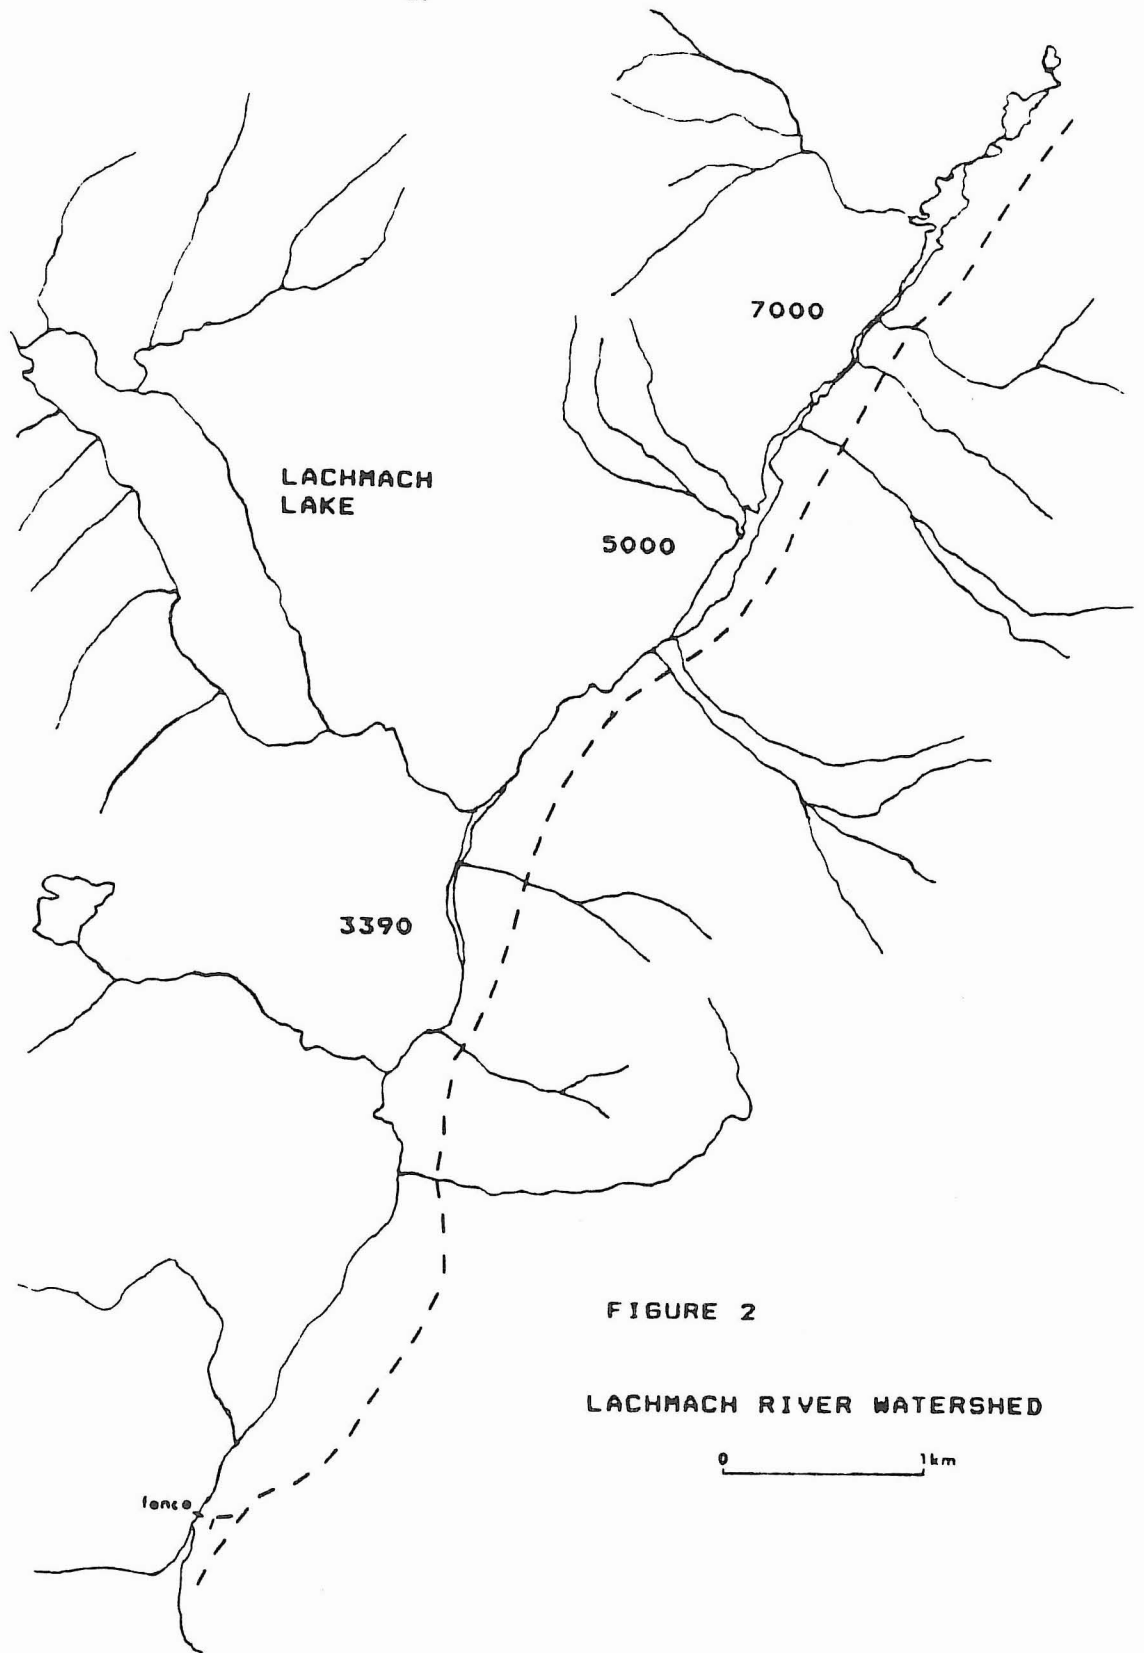 7000
LACHMACH
LAKE
5000
3390
FIGURE 2
LACHMACH RIVER WATERSHED
0 1km
fence